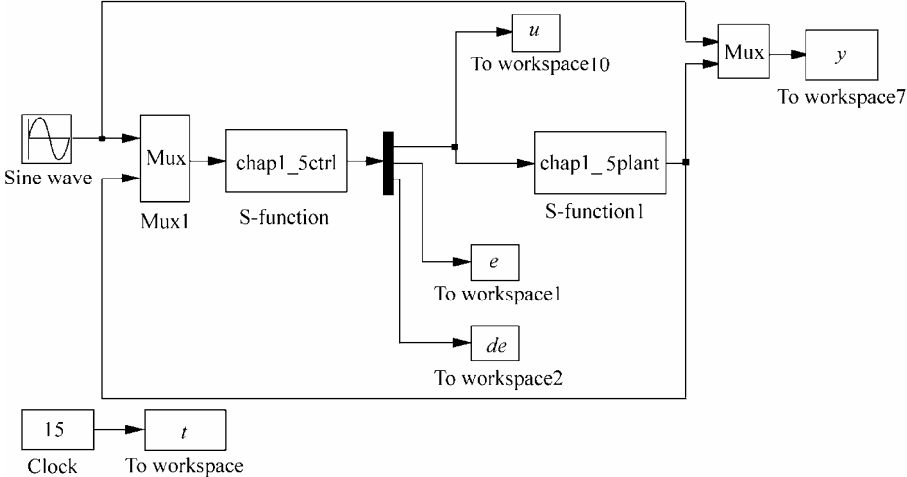 u
To workspace10
Mux
y
To workspace7
Sine wave
Mux
Mux1
chap1_5ctrl
S-function
chap1_5plant
S-function1
e
To workspace1
de
To workspace2
15
Clock
t
To workspace